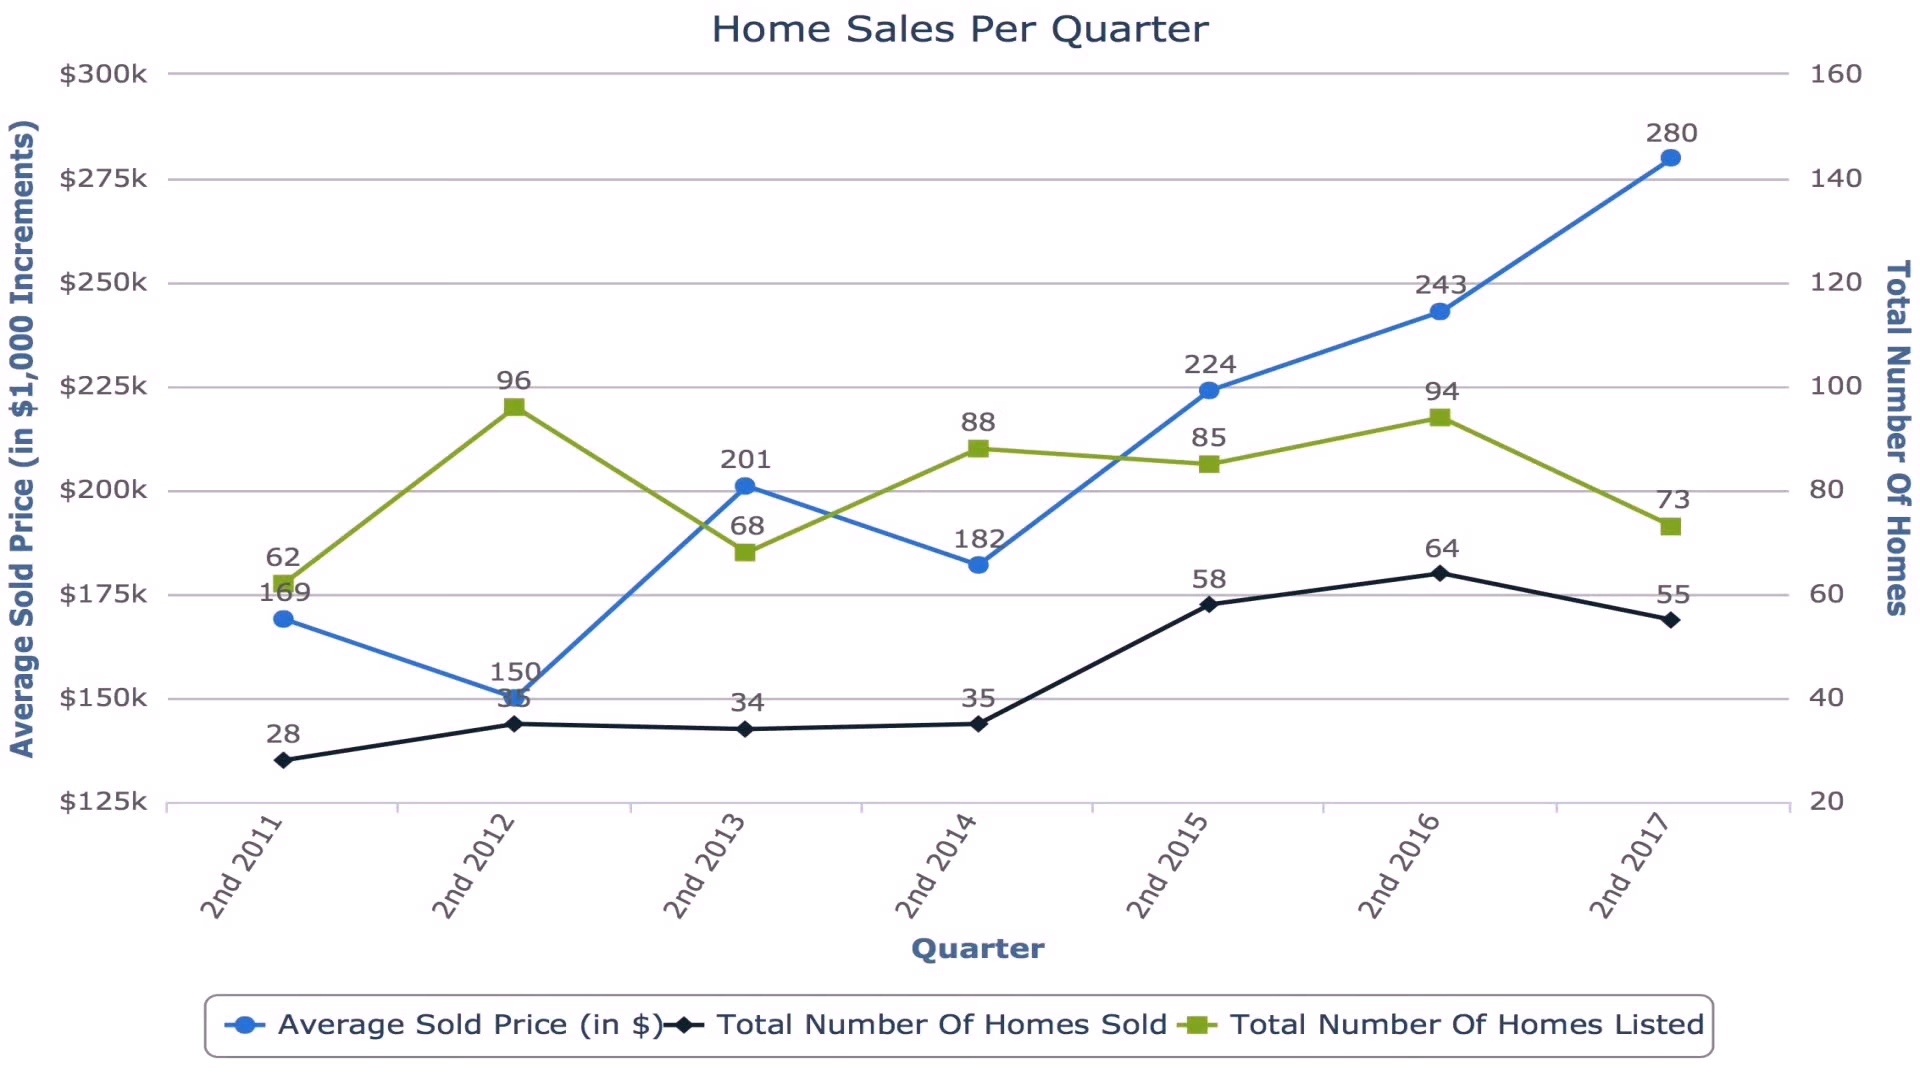 Home Sales Per Quarter
$300k
$275k
$250k
$225k
$200k
$175k
$150k
$125k
Average Sold Price (in $1,000 Increments)
160
140
120
100
80
60
40
20
Total Number Of Homes
169
150
201
182
224
243
280
62
96
68
88
85
94
73
28
35
34
35
58
64
55
2nd 2011
2nd 2012
2nd 2013
2nd 2014
2nd 2015
2nd 2016
2nd 2017
Quarter
Average Sold Price (in $) Total Number Of Homes Sold Total Number Of Homes Listed